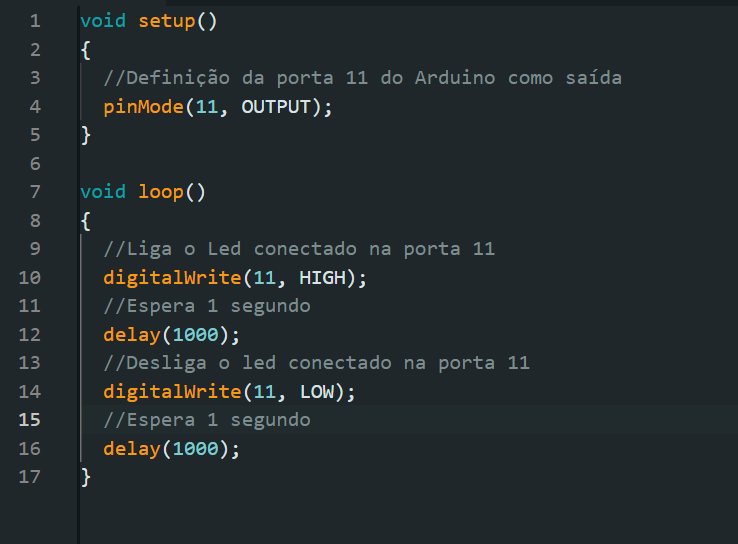 1 void setup()
2 {
3 //Definição da porta 11 do Arduino como saída
4 pinMode(11, OUTPUT);
5 }
6
7 void loop()
8 {
9 //Liga o Led conectado na porta 11
10 digitalWrite(11, HIGH);
11 //Espera 1 segundo
12 delay(1000);
13 //Desliga o led conectado na porta 11
14 digitalWrite(11, LOW);
15 //Espera 1 segundo
16 delay(1000);
17 }